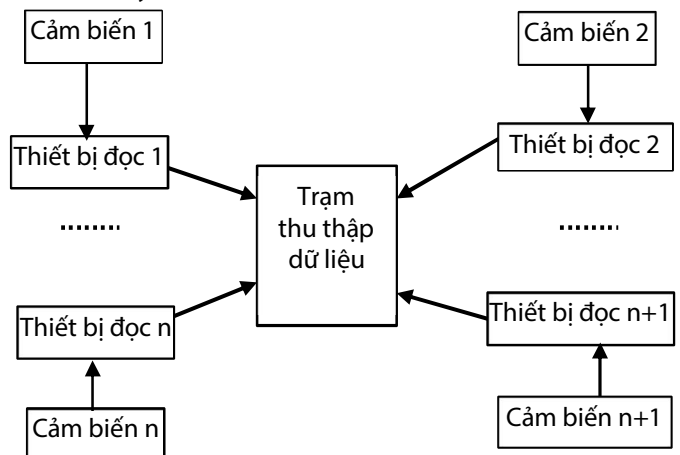 Cảm biến 1
Cảm biến 2
Thiết bị đọc 1
Thiết bị đọc 2
Trạm
thu thập
dữ liệu
........
........
Thiết bị đọc n
Thiết bị đọc n+1
Cảm biến n
Cảm biến n+1